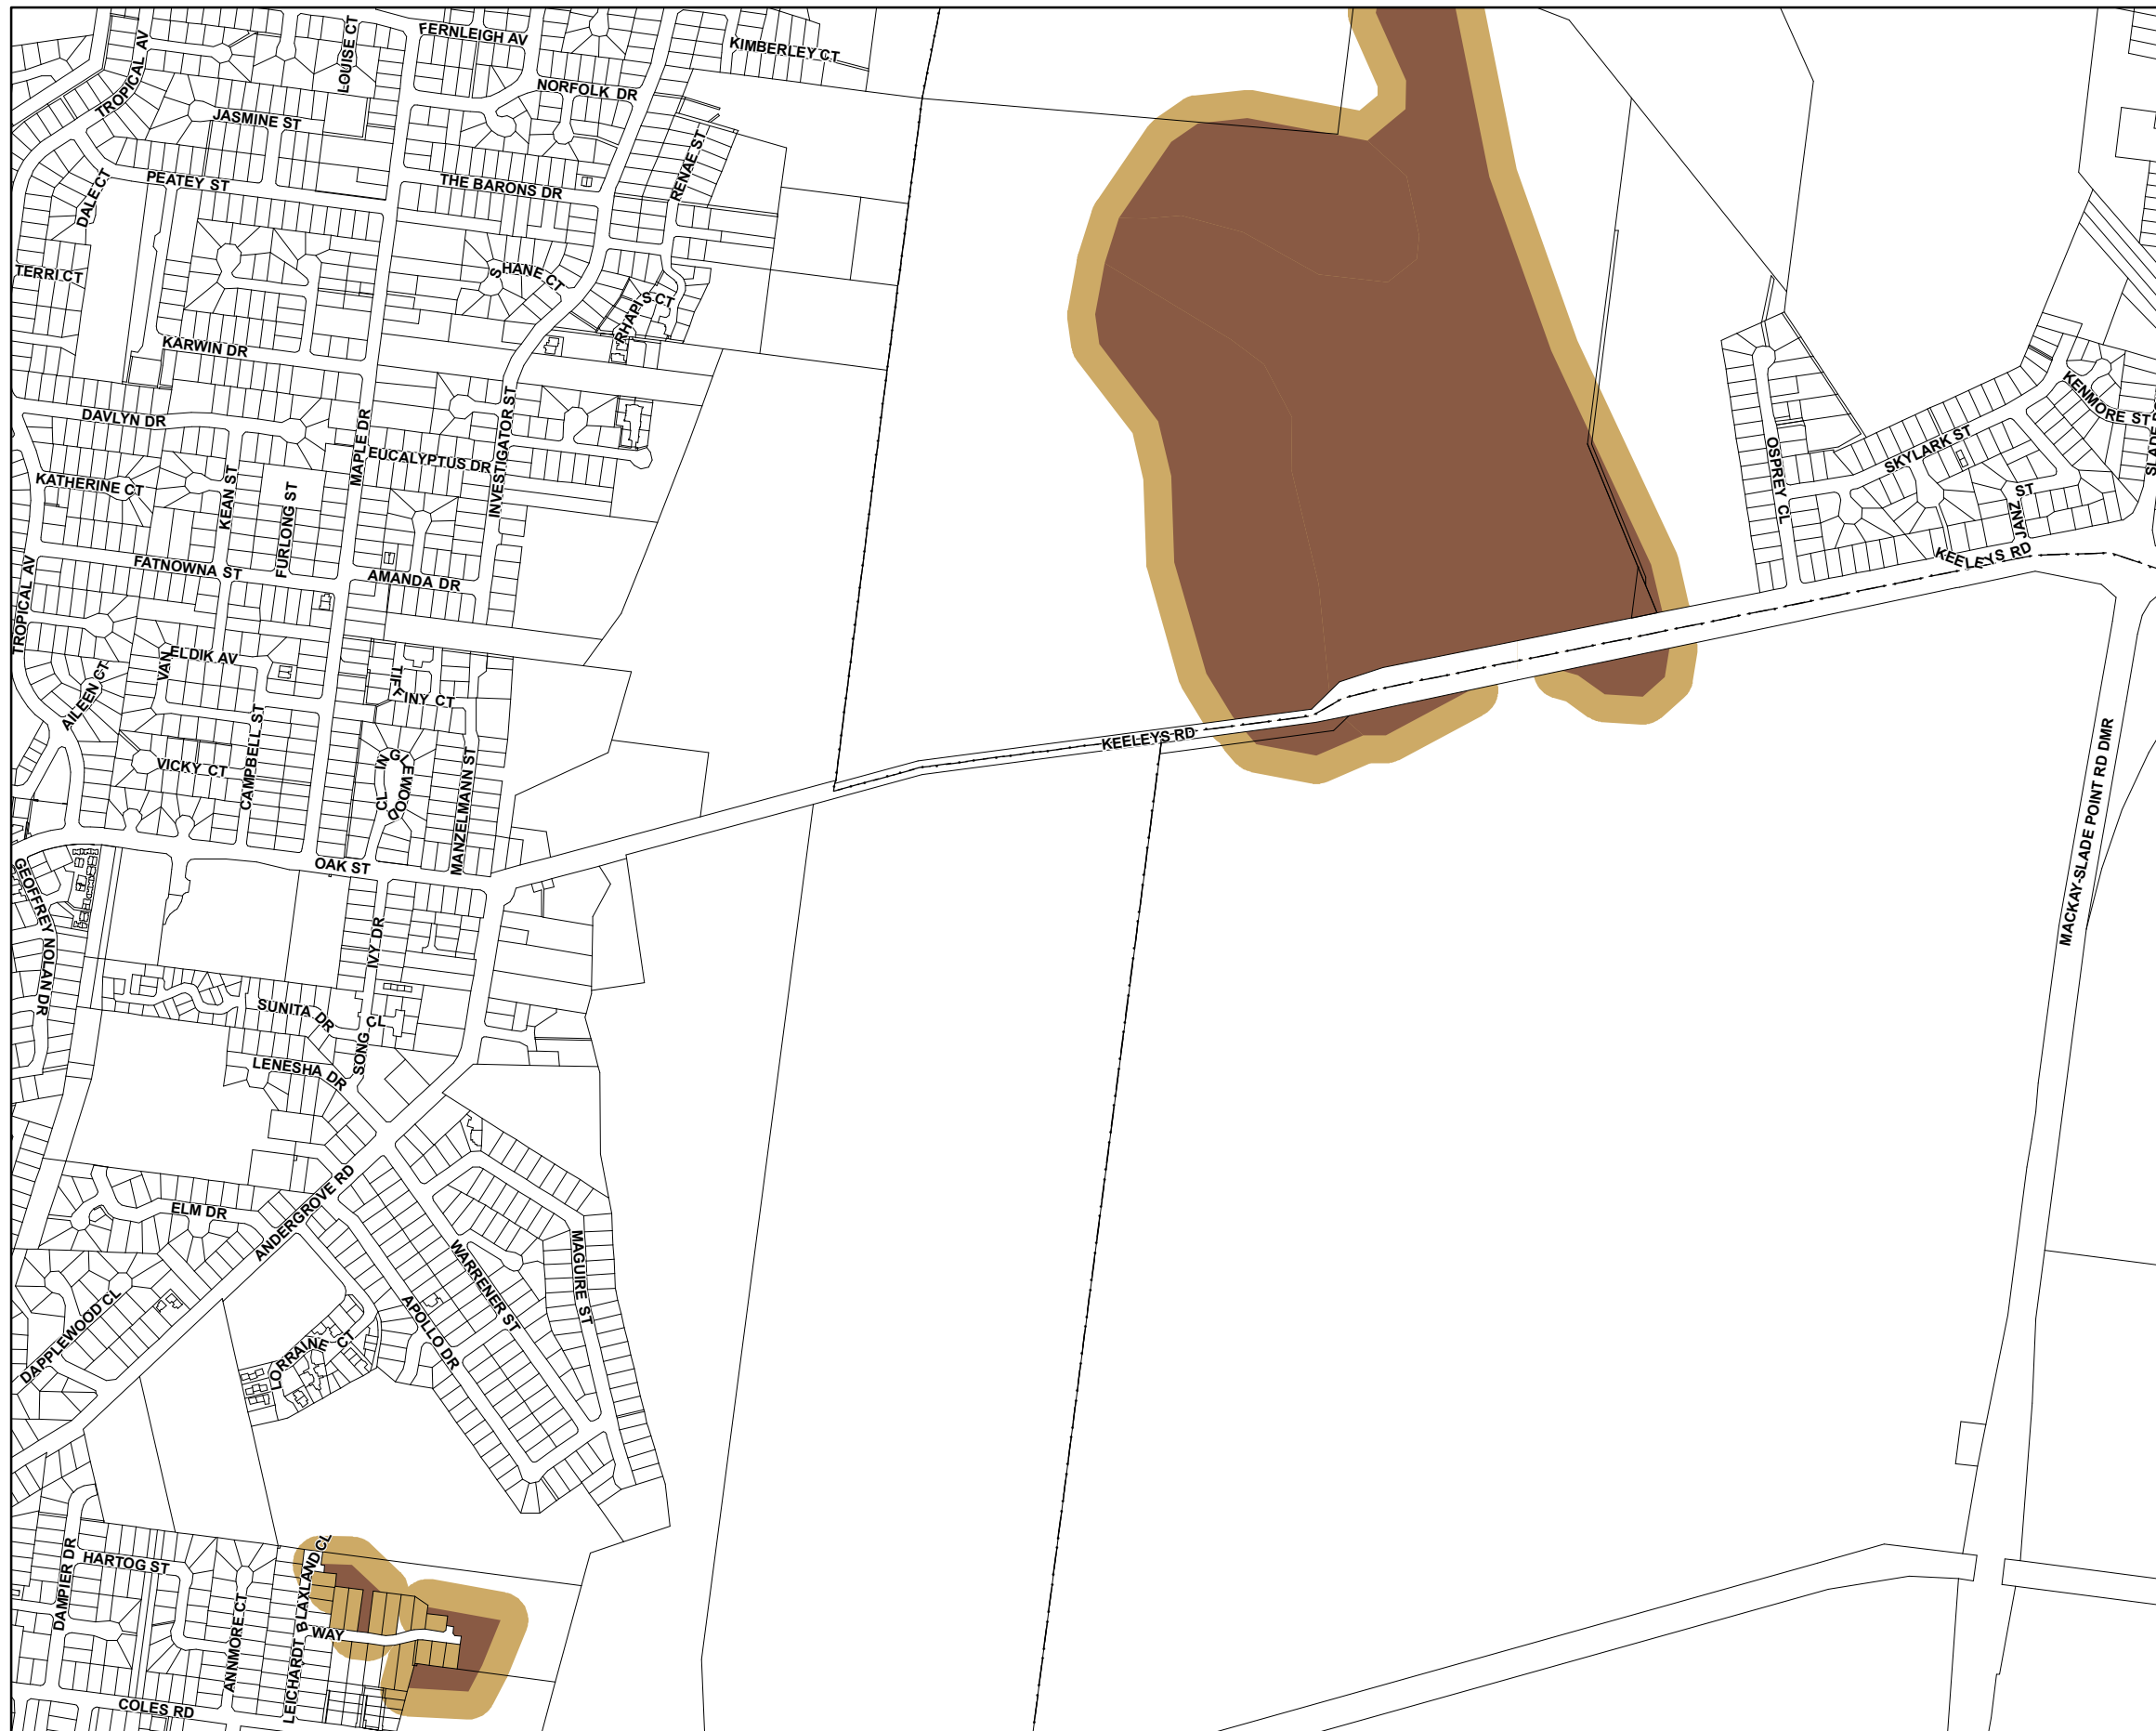 TROPICAL AV
LOUISE CT
FERNLEIGH AV
KIMBERLEY CT
NORFOLK DR
JASMINE ST
RENAE ST
PEATEY ST
THE BARONS DR
DALE CT
TERRI CT
SHANE CT
RHAPIS CT
KARWIN DR
DAVLYN DR
MAPLE DR
INVESTIGATOR ST
EUCALYPTUS DR
KATHERINE CT
KEAN ST
FURLONG ST
FATNOWNA ST
AMANDA DR
TROPICAL AV
VAN ELDIK AV
AILEEN CT
TIFFINY CT
CAMPBELL ST
VICKY CT
INGLEWOOD CL
MANZELMANN ST
OAK ST
GEOFFREY NOLAN DR
IVY DR
SUNITA DR
SONG CL
LENESHA DR
ELM DR
ANDERGROVE RD
WARRENER ST
MAGUIRE ST
APOLLO DR
DAPPLEWOOD CL
LORRAINE CT
HARTOG ST
DAMPIER DR
ANNMORE CT
BLAXLAND CL
LEICHARDT WAY
COLES RD
KEELEYS RD
KEELEYS RD
OSPREY CL
SKYLARK ST
JANZ ST
KENMORE ST
MACKAY-SLADE POINT RD DMR